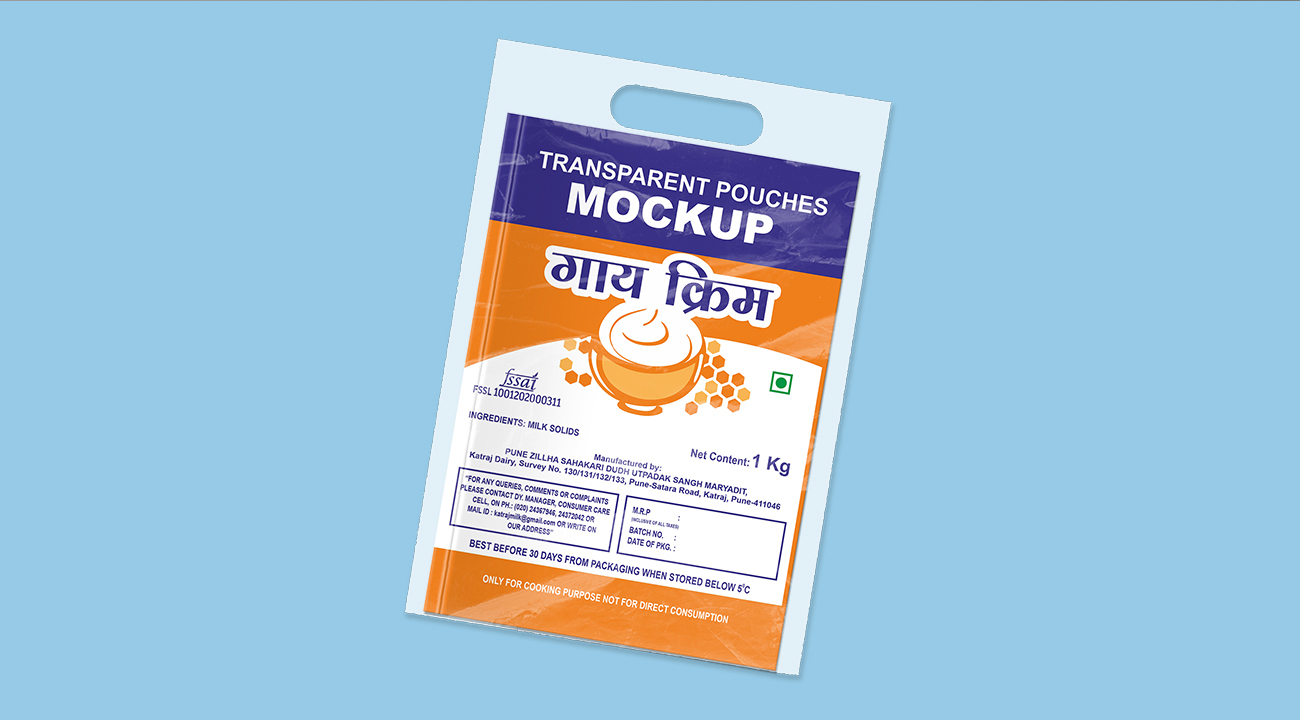 TRANSPARENT POUCHES
MOCKUP
गाय क्रिम
fssai
FSSL 1001202000311
INGREDIENTS: MILK SOLIDS
Net Content: 1 Kg
Manufactured by:
PUNE ZILLHA SAHAKARI DUDH UTPADAK SANGH MARYADIT,
Katraj Dairy, Survey No. 130/131/132/133, Pune-Satara Road, Katraj, Pune-411046
"FOR ANY QUERIES, COMMENTS OR COMPLAINTS
PLEASE CONTACT DY. MANAGER, CONSUMER CARE
CELL, ON PH.: (020) 24367946, 24372042 OR
MAIL ID : katrajmilk@gmail.com OR WRITE ON
OUR ADDRESS"
M.R.P :
(INCLUSIVE OF ALL TAXES)
BATCH NO. :
DATE OF PKG. :
BEST BEFORE 30 DAYS FROM PACKAGING WHEN STORED BELOW 5°C
ONLY FOR COOKING PURPOSE NOT FOR DIRECT CONSUMPTION